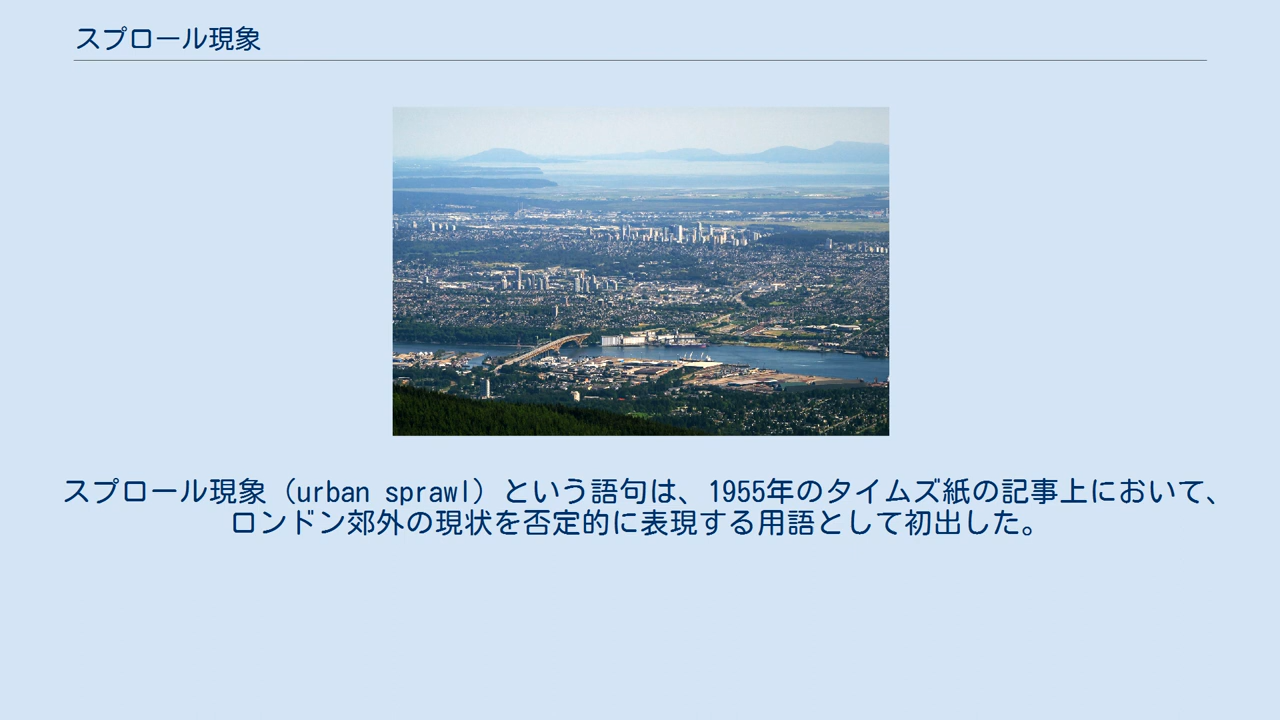 スプロール現象
スプロール現象（urban sprawl）という語句は、1955年のタイムズ紙の記事上において、
ロンドン郊外の現状を否定的に表現する用語として初出した。